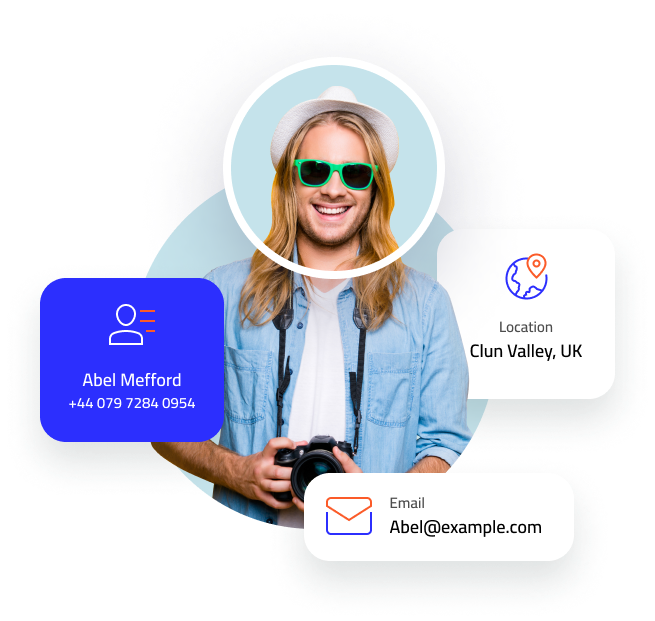 Location
Clun Valley, UK
Abel Mefford
+44 079 7284 0954
Email
Abel@example.com